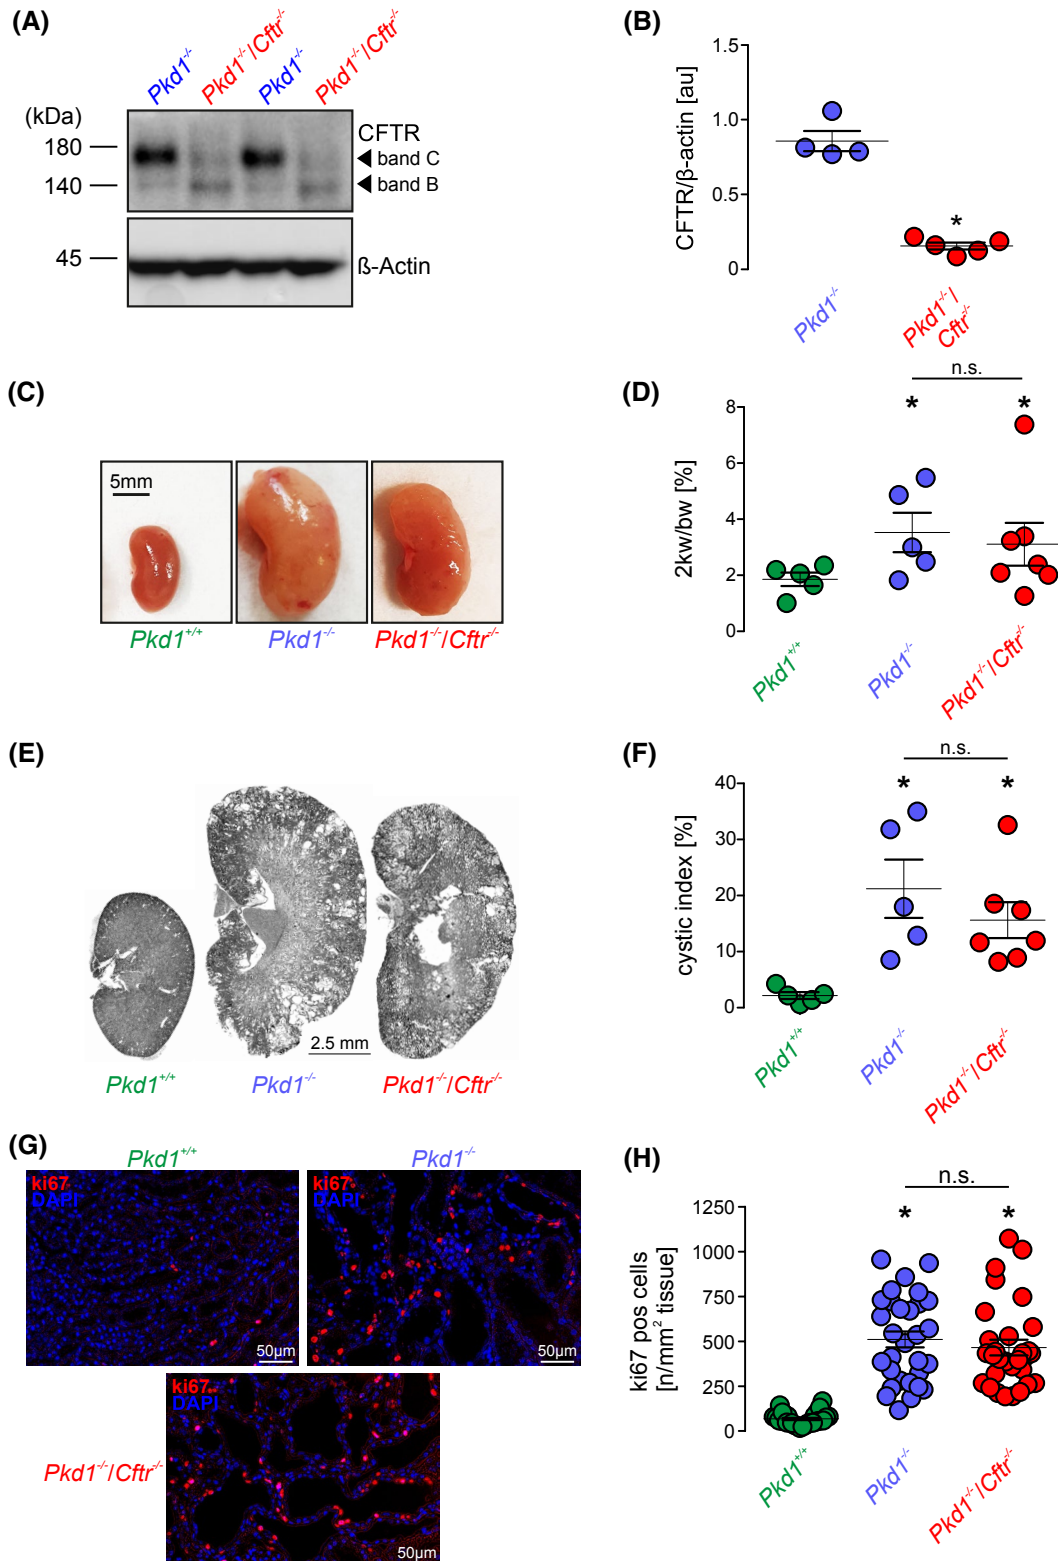 (A)
Pkd1-/-
Pkd1-/-/Cftr-/-
Pkd1-/-
Pkd1-/-/Cftr-/-
(kDa)
180
140
45
CFTR
band C
band B
ß-Actin
(B)
CFTR/β-actin [au]
1.5
1.0
0.5
0
*
Pkd1-/-
Pkd1-/-/
Cftr-/-
(C)
5mm
Pkd1+/+
Pkd1-/-
Pkd1-/-/Cftr-/-
(D)
n.s.
* *
2kw/bw [%]
8
6
4
2
0
Pkd1+/+
Pkd1-/-
Pkd1-/-/Cftr-/-
(E)
2.5 mm
Pkd1+/+
Pkd1-/-
Pkd1-/-/Cftr-/-
(F)
n.s.
* *
cystic index [%]
40
30
20
10
0
Pkd1+/+
Pkd1-/-
Pkd1-/-/Cftr-/-
(G)
Pkd1+/+
ki67
DAPI
50µm
Pkd1-/-
ki67
DAPI
50µm
Pkd1-/-/Cftr-/-
ki67
DAPI
50µm
(H)
n.s.
* *
ki67 pos cells
[n/mm² tissue]
1250
1000
750
500
250
0
Pkd1+/+
Pkd1-/-
Pkd1-/-/Cftr-/-